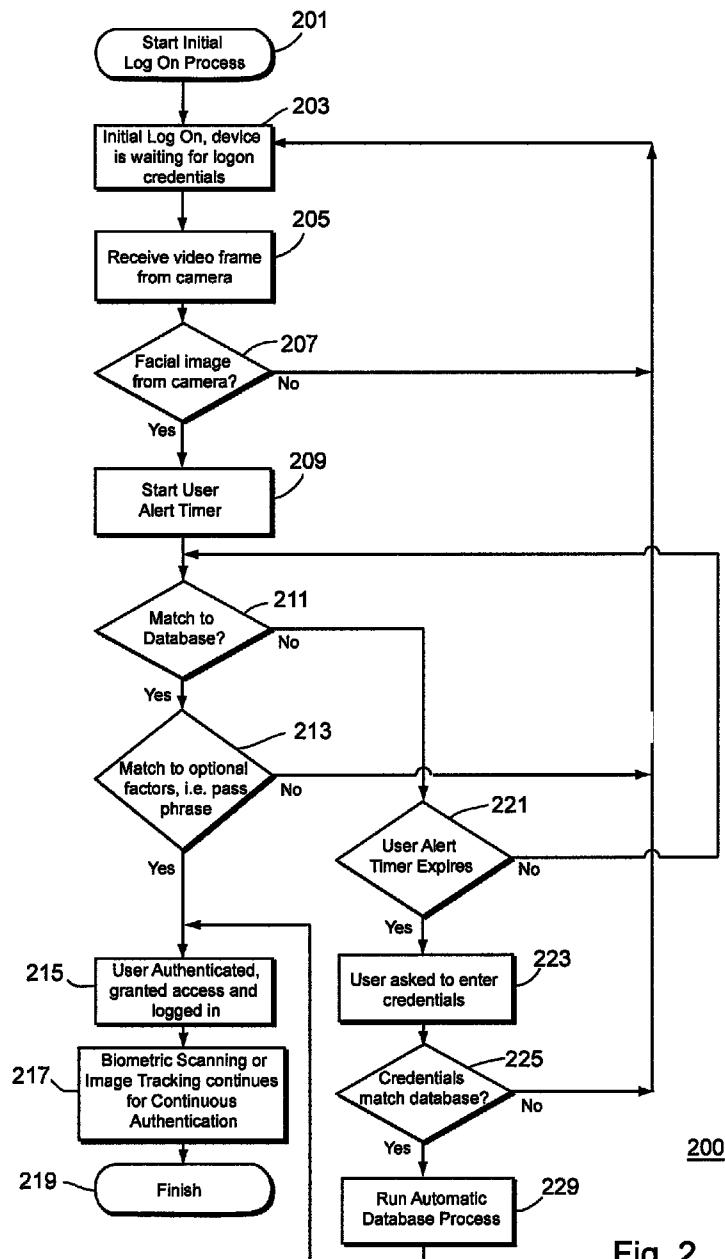 201
Start Initial
Log On Process
203
Initial Log On, device
is waiting for logon
credentials
205
Receive video frame
from camera
207
Facial image
from camera?
No
Yes
209
Start User
Alert Timer
211
Match to
Database?
No
Yes
213
Match to optional
factors, i.e. pass
phrase
No
Yes
221
User Alert
Timer Expires
No
Yes
215
User Authenticated,
granted access and
logged in
223
User asked to enter
credentials
217
Biometric Scanning or
Image Tracking continues
for Continuous
Authentication
225
Credentials
match database?
No
Yes
219
Finish
229
Run Automatic
Database Process
200
Fig. 2